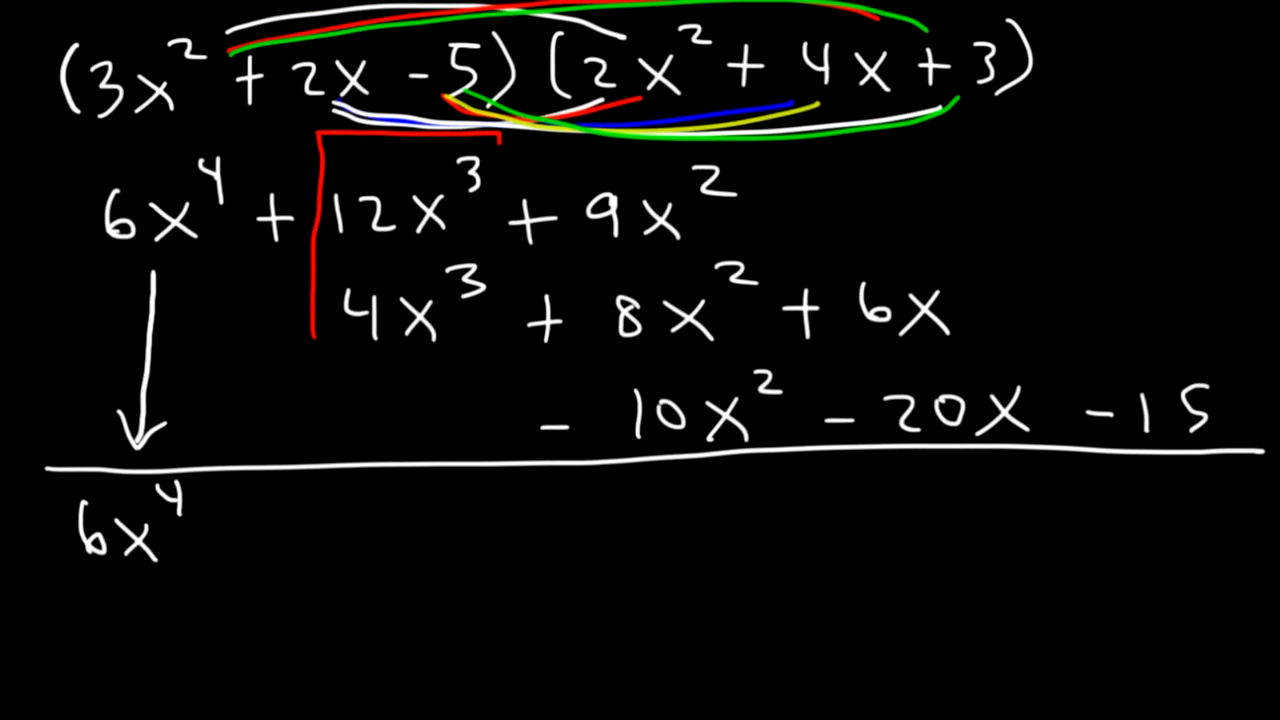 (3x² + 2x - 5) (2x² + 4x + 3)
6x⁴ + 12x³ + 9x²
4x³ + 8x² + 6x
- 10x² - 20x - 15
6x⁴